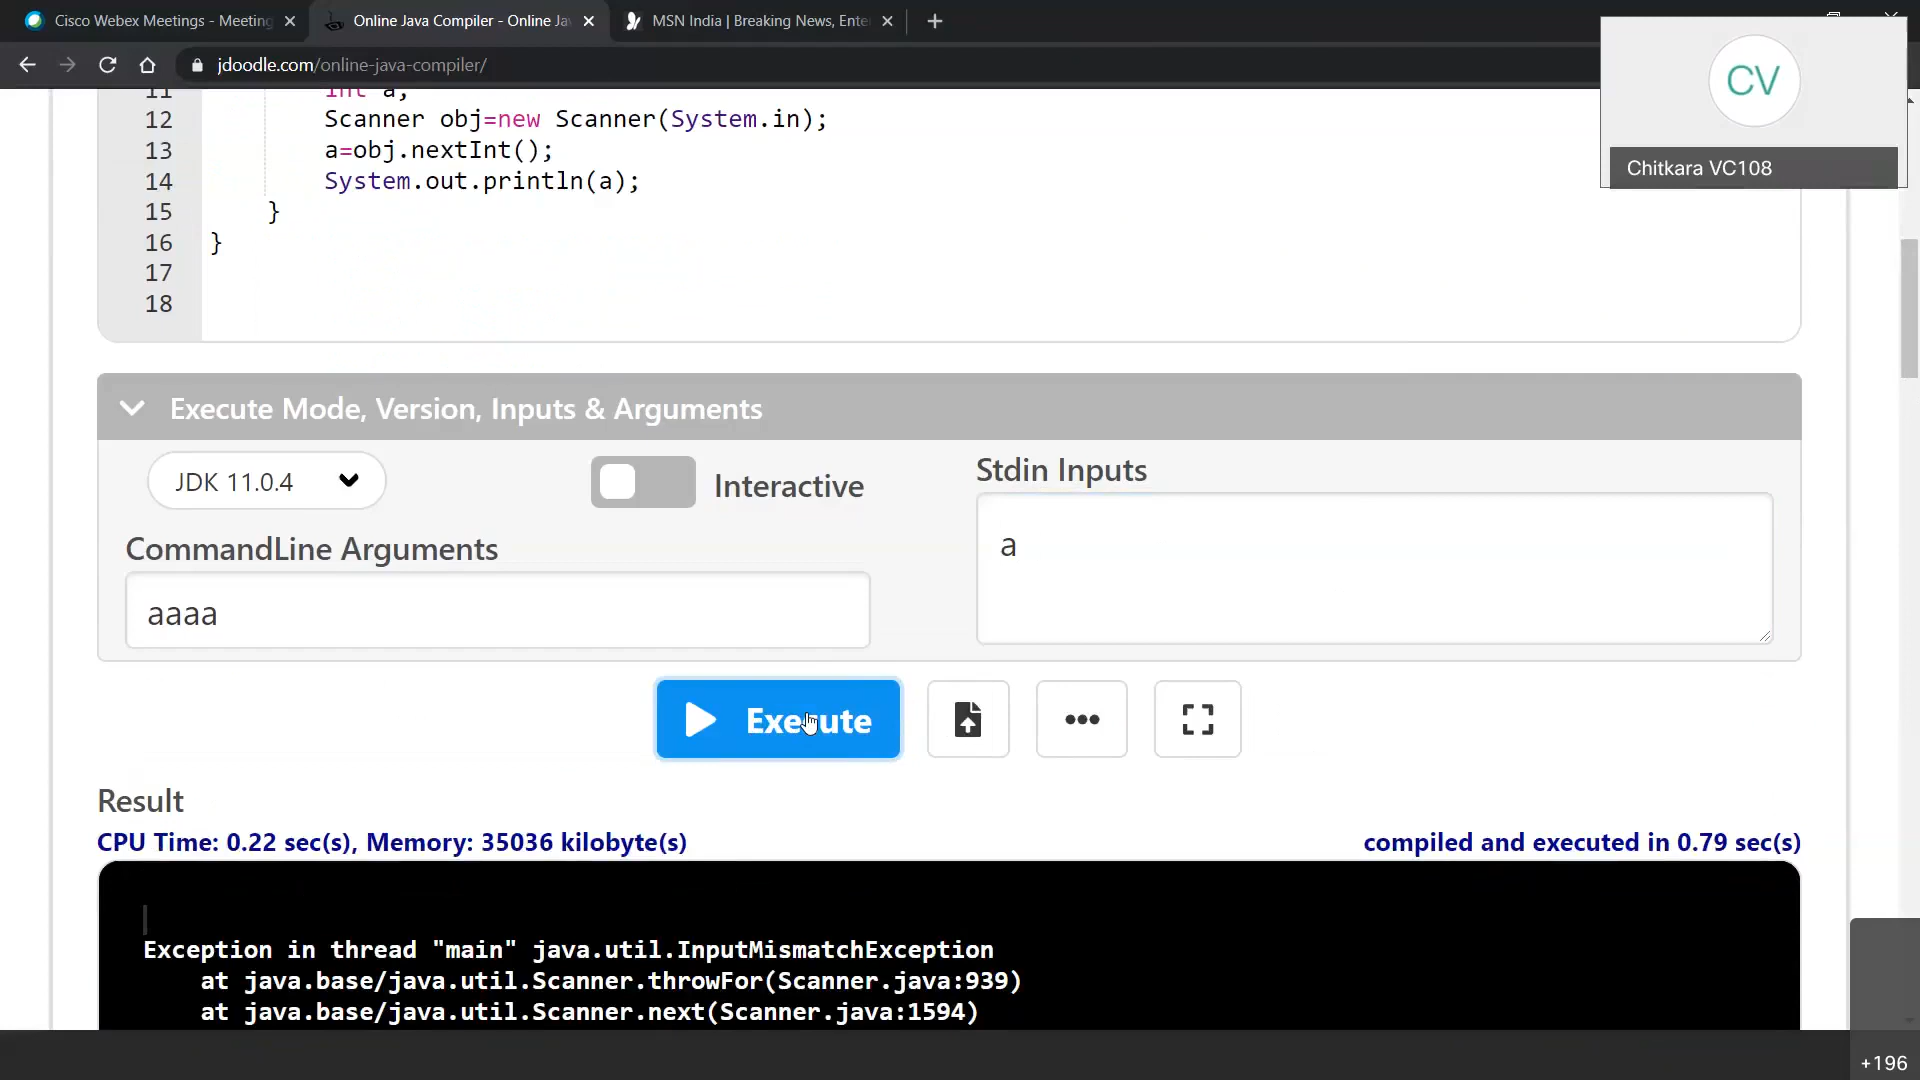 Cisco Webex Meetings - Meeting
Online Java Compiler - Online Ja
MSN India | Breaking News, Ente
jdoodle.com/online-java-compiler/
CV
Chitkara VC108
11 int a;
12 Scanner obj=new Scanner(System.in);
13 a=obj.nextInt();
14 System.out.println(a);
15 }
16 }
17
18
Execute Mode, Version, Inputs & Arguments
JDK 11.0.4
Interactive
Stdin Inputs
a
CommandLine Arguments
aaaa
Execute
Result
CPU Time: 0.22 sec(s), Memory: 35036 kilobyte(s)
compiled and executed in 0.79 sec(s)
Exception in thread "main" java.util.InputMismatchException
at java.base/java.util.Scanner.throwFor(Scanner.java:939)
at java.base/java.util.Scanner.next(Scanner.java:1594)
+196